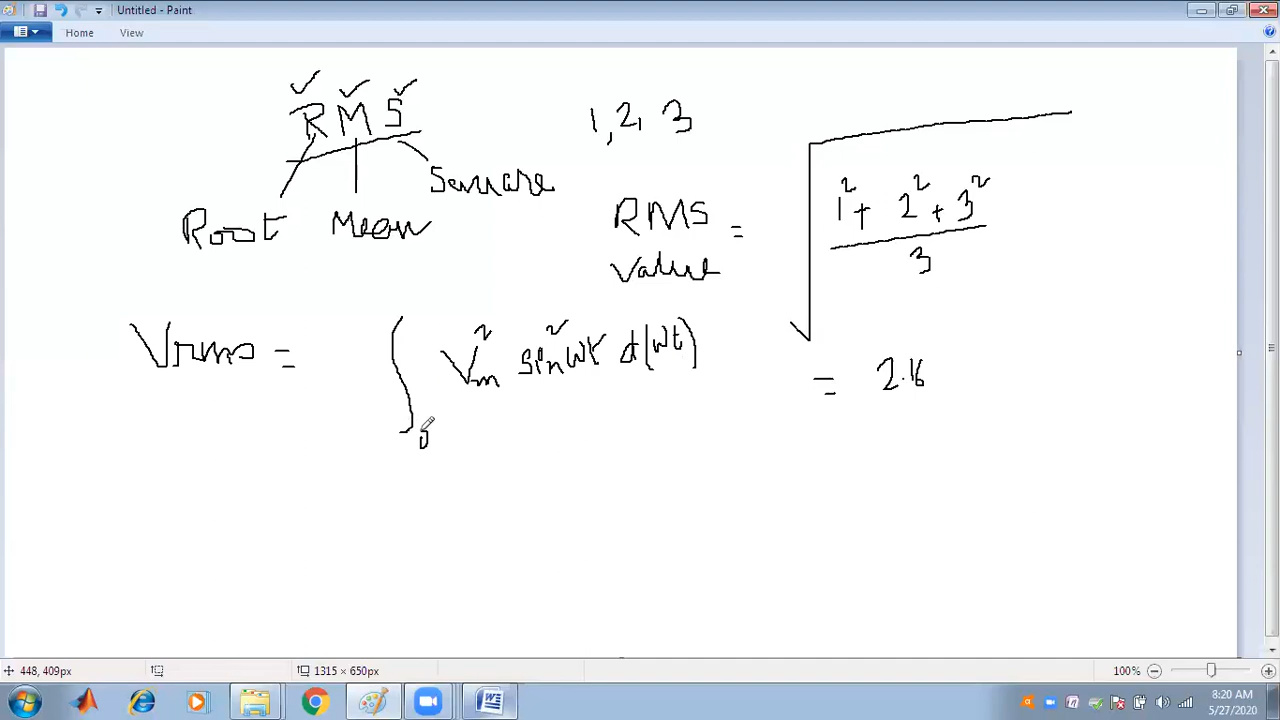 Untitled - Paint
Home View
R M S
1, 2, 3
Square
Root Mean
RMS Value = √((1² + 2² + 3²)/3)
= 2.16
Vrms = ∫₀ Vm² sin²wt d(wt)
448, 409px
1315 × 650px
100%
8:20 AM
5/27/2020